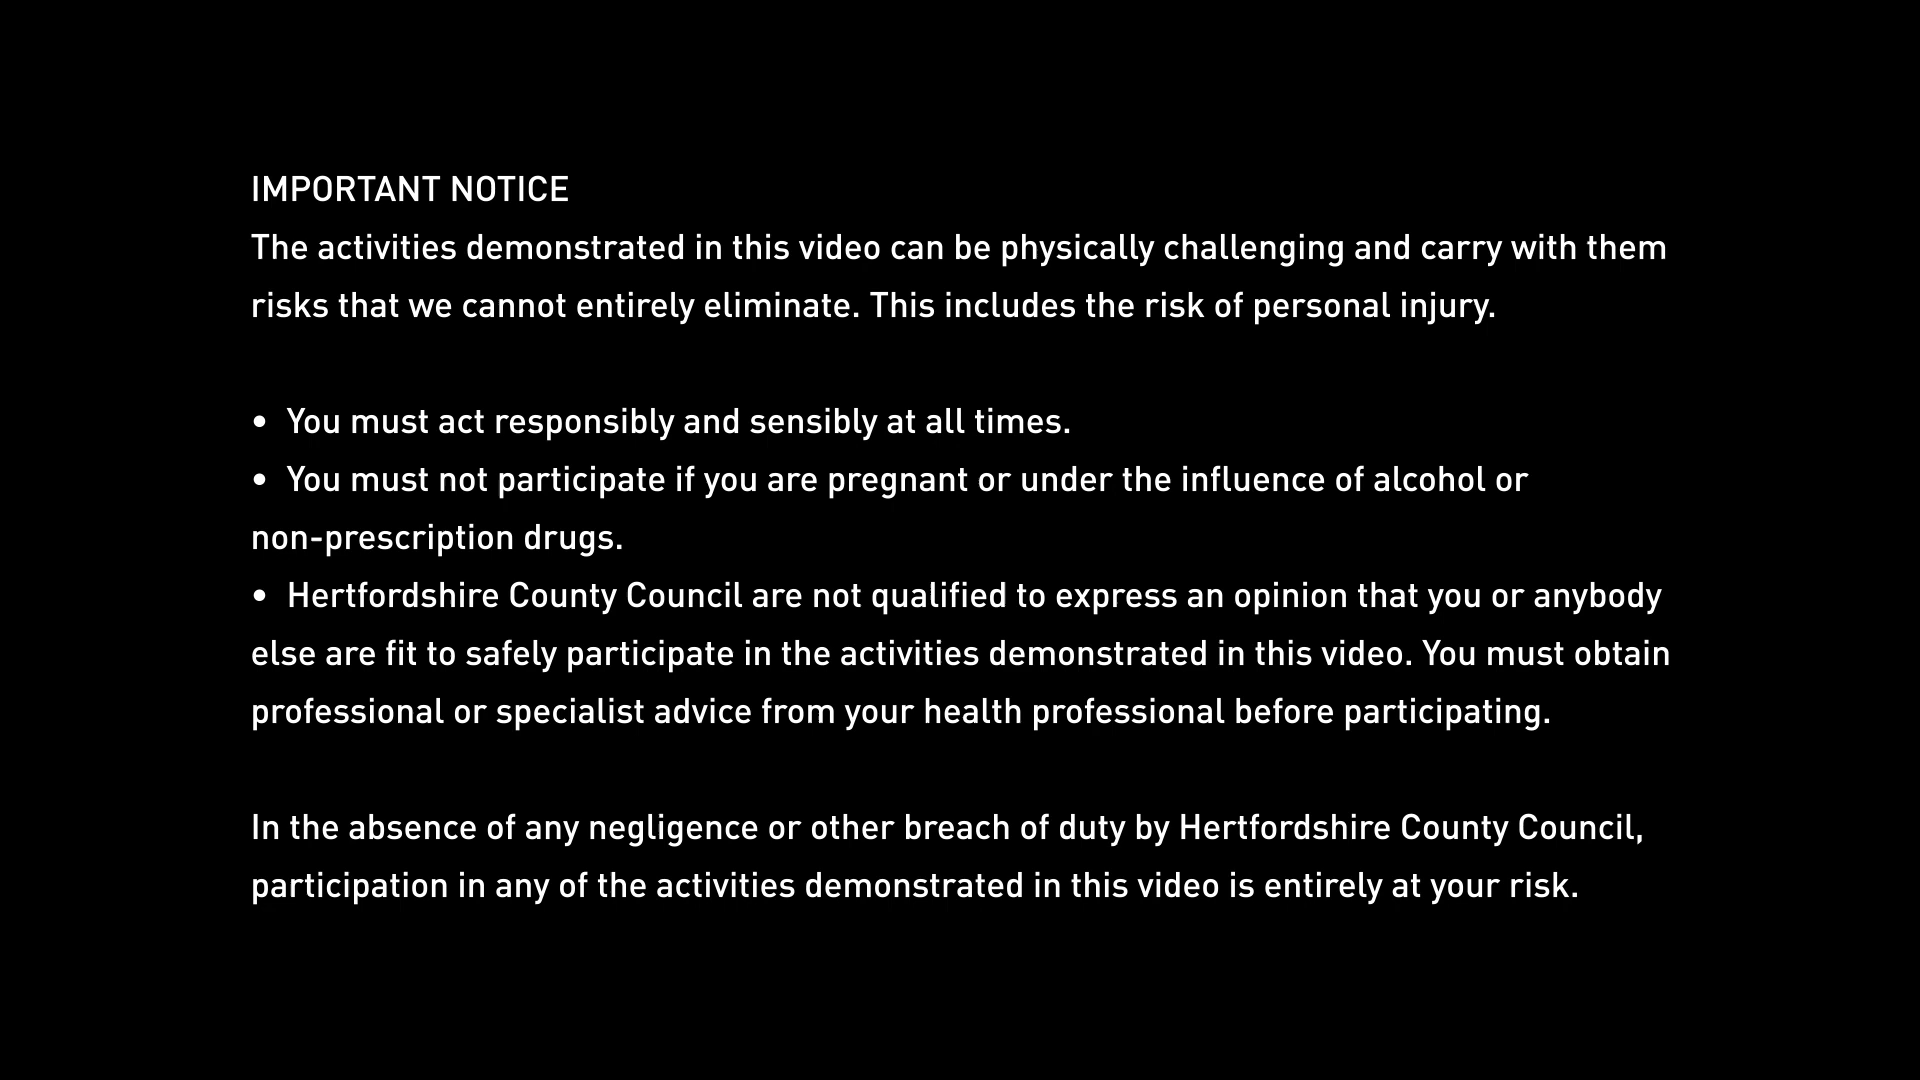 IMPORTANT NOTICE
The activities demonstrated in this video can be physically challenging and carry with them
risks that we cannot entirely eliminate. This includes the risk of personal injury.
• You must act responsibly and sensibly at all times.
• You must not participate if you are pregnant or under the influence of alcohol or
non-prescription drugs.
• Hertfordshire County Council are not qualified to express an opinion that you or anybody
else are fit to safely participate in the activities demonstrated in this video. You must obtain
professional or specialist advice from your health professional before participating.
In the absence of any negligence or other breach of duty by Hertfordshire County Council,
participation in any of the activities demonstrated in this video is entirely at your risk.